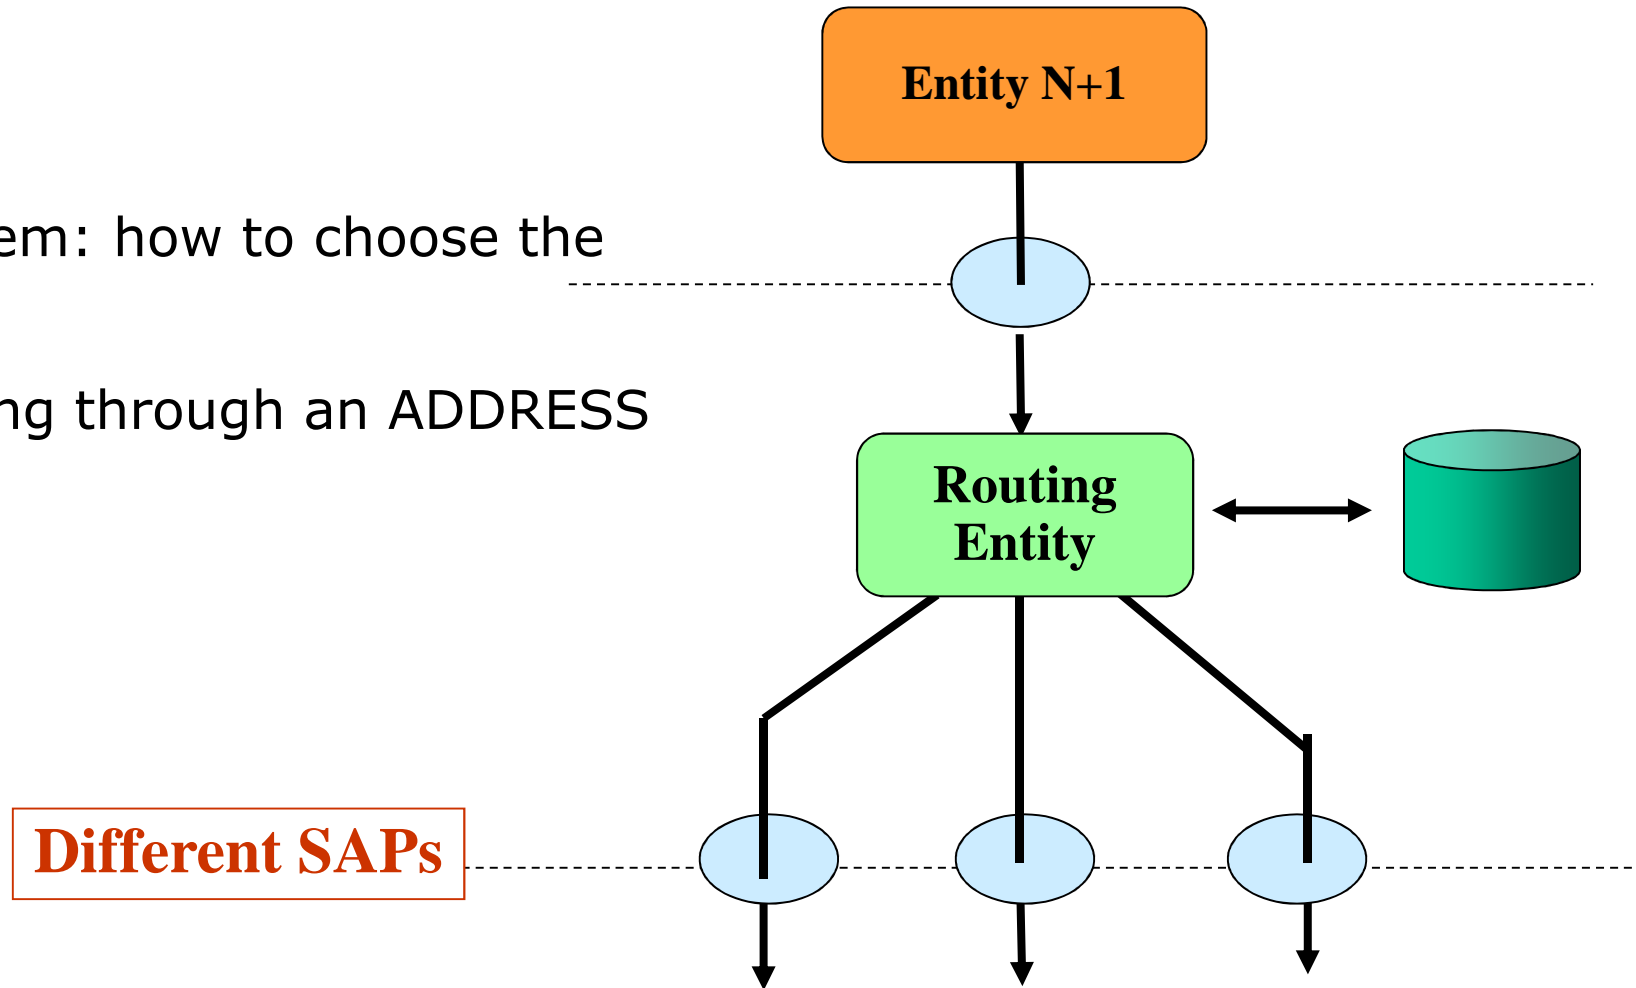 Entity N+1
em: how to choose the
ng through an ADDRESS
Routing
Entity
Different SAPs